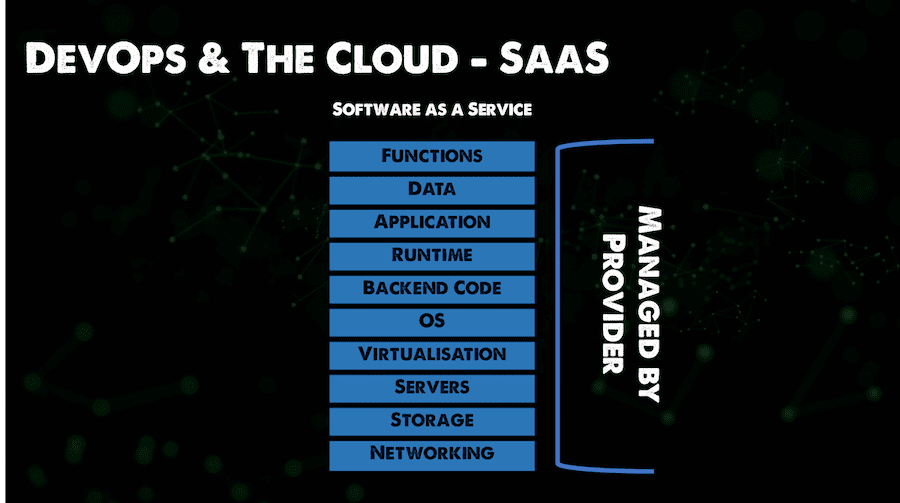 DevOps & The Cloud - SaaS
Software as a Service
Functions
Data
Application
Runtime
Backend Code
OS
Virtualisation
Servers
Storage
Networking
Managed by
Provider